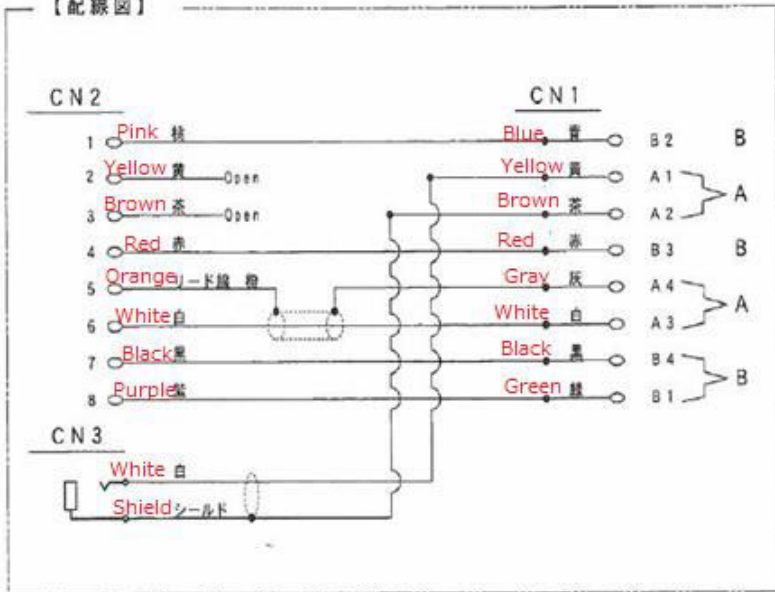 【配線図】
CN2 CN1
1 Pink 桃 Blue 青 B2 B
2 Yellow 黄 Open Yellow 黄 A1
A
3 Brown 茶 Open Brown 茶 A2
4 Red 赤 Red 赤 B3 B
5 Orange リード線 橙 Gray 灰 A4
A
6 White 白 White 白 A3
7 Black 黒 Black 黒 B4
B
8 Purple 紫 Green 緑 B1
CN3
White 白
Shield シールド